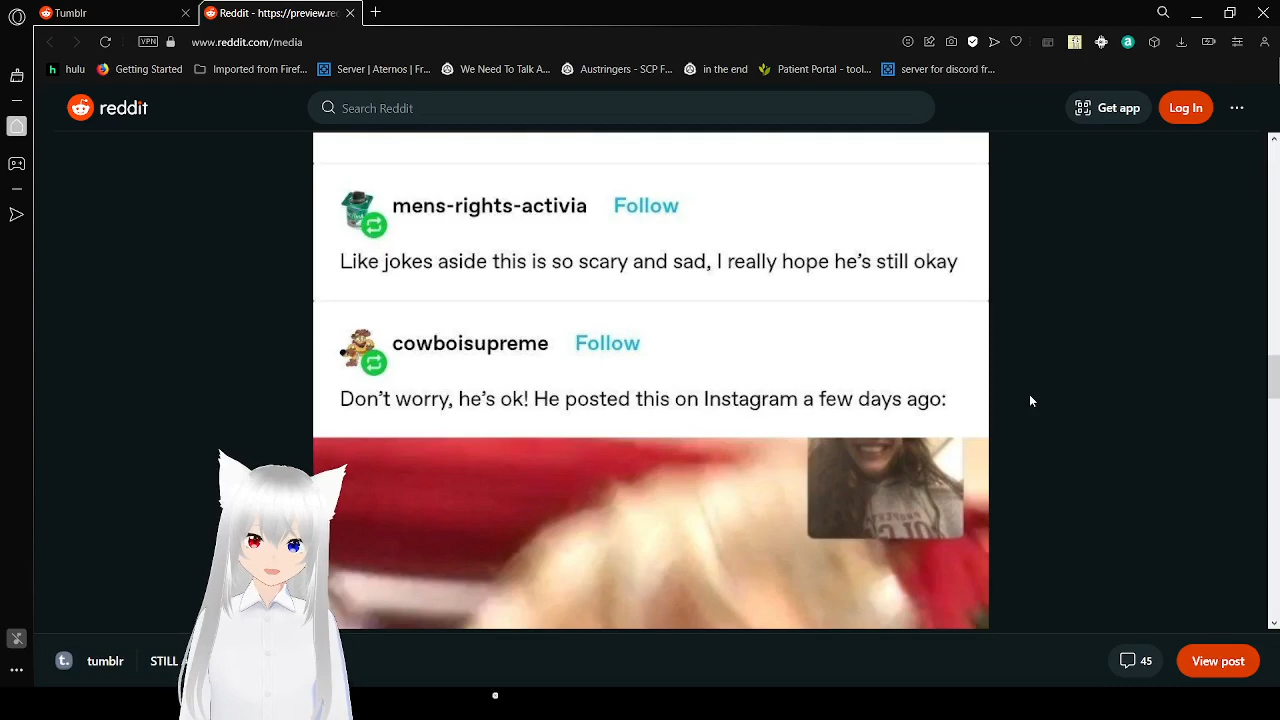 Tumblr
Reddit - https://preview.rec
VPN
www.reddit.com/media
hulu
Getting Started
Imported from Firef...
Server | Aternos | Fr...
We Need To Talk A...
Austringers - SCP F...
in the end
Patient Portal - tool...
server for discord fr...
reddit
Search Reddit
Get app
Log In
mens-rights-activia Follow
Like jokes aside this is so scary and sad, I really hope he's still okay
cowboisupreme Follow
Don't worry, he's ok! He posted this on Instagram a few days ago:
t.
tumblr
STILL
45
View post